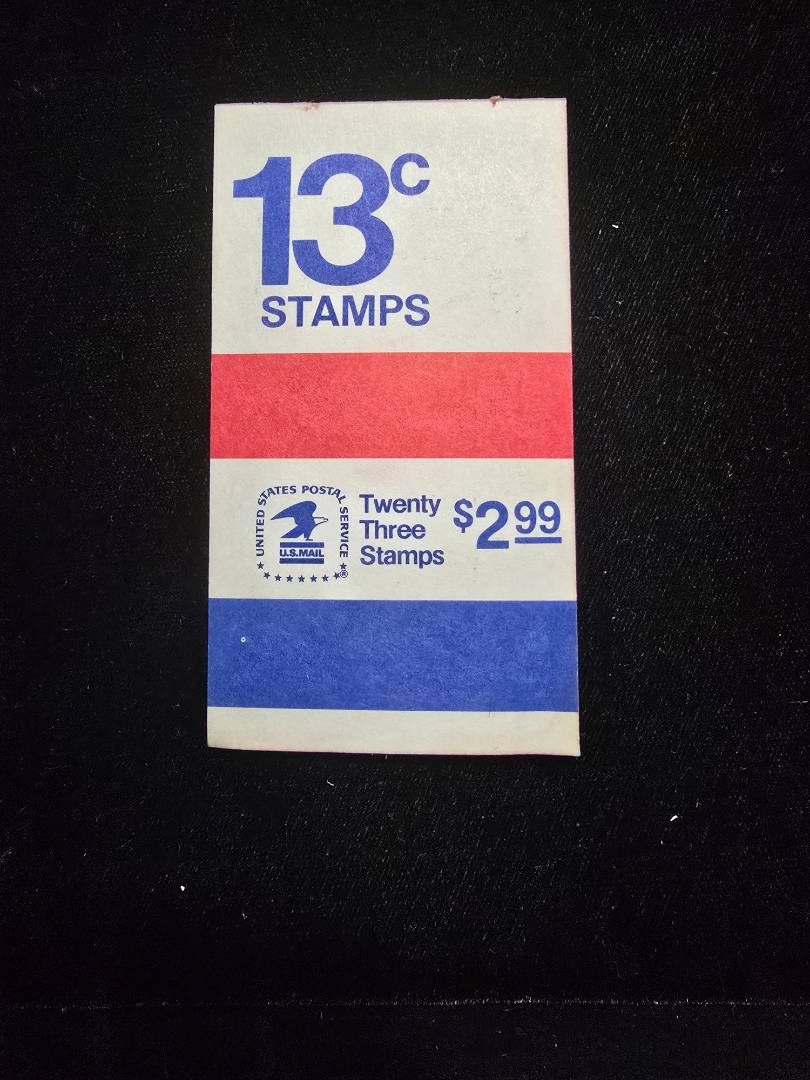 13c
STAMPS
UNITED STATES POSTAL SERVICE
U.S.MAIL
®
Twenty
Three
Stamps
$2 99